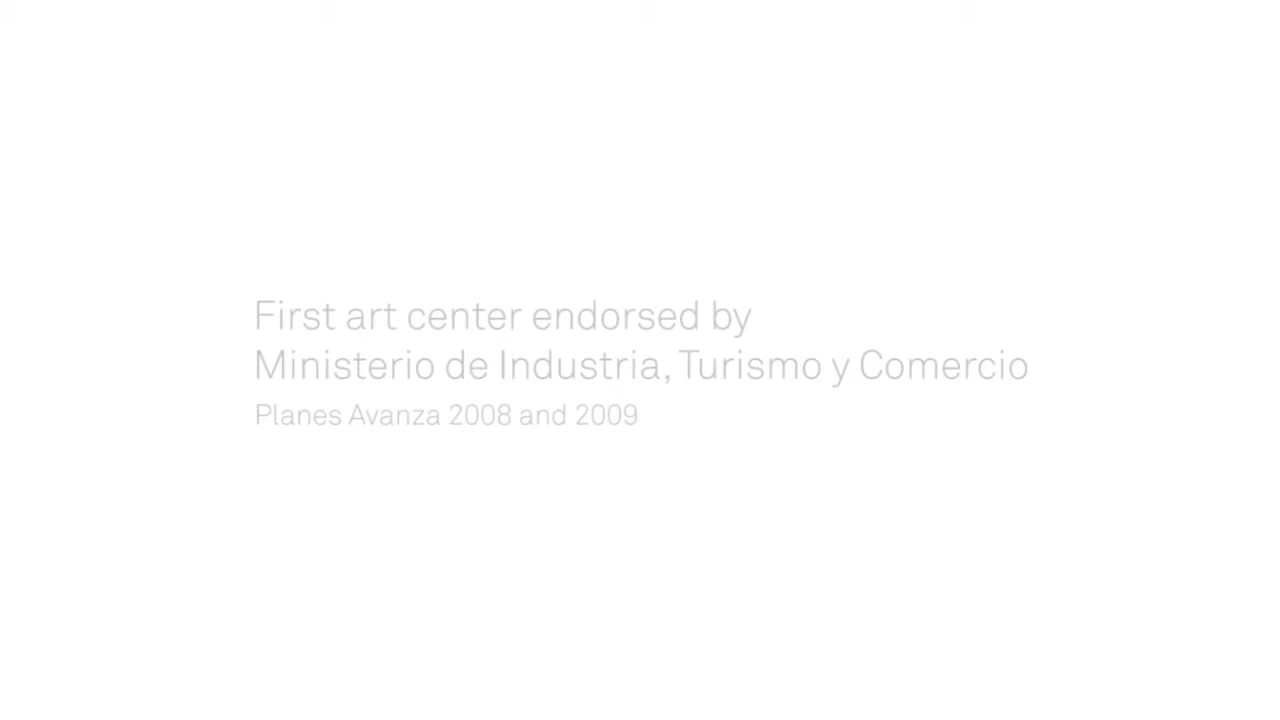 First art center endorsed by
Ministerio de Industria, Turismo y Comercio
Planes Avanza 2008 and 2009